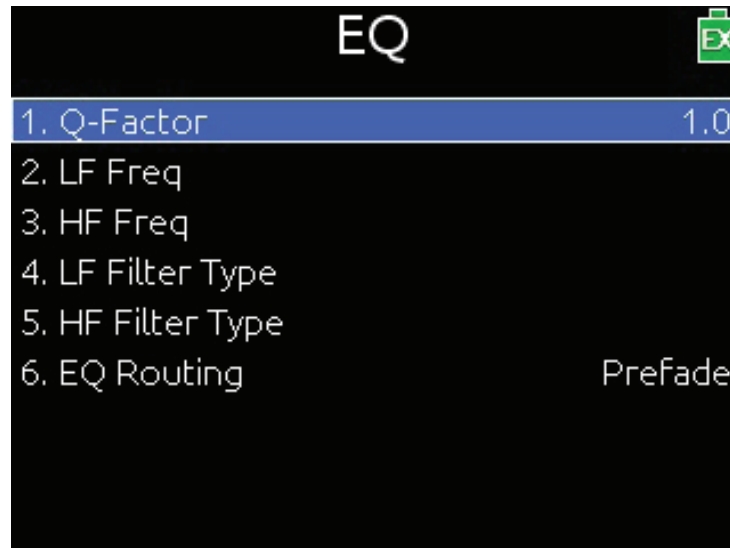 EQ
EX
1. Q-Factor 1.0
2. LF Freq
3. HF Freq
4. LF Filter Type
5. HF Filter Type
6. EQ Routing Prefade